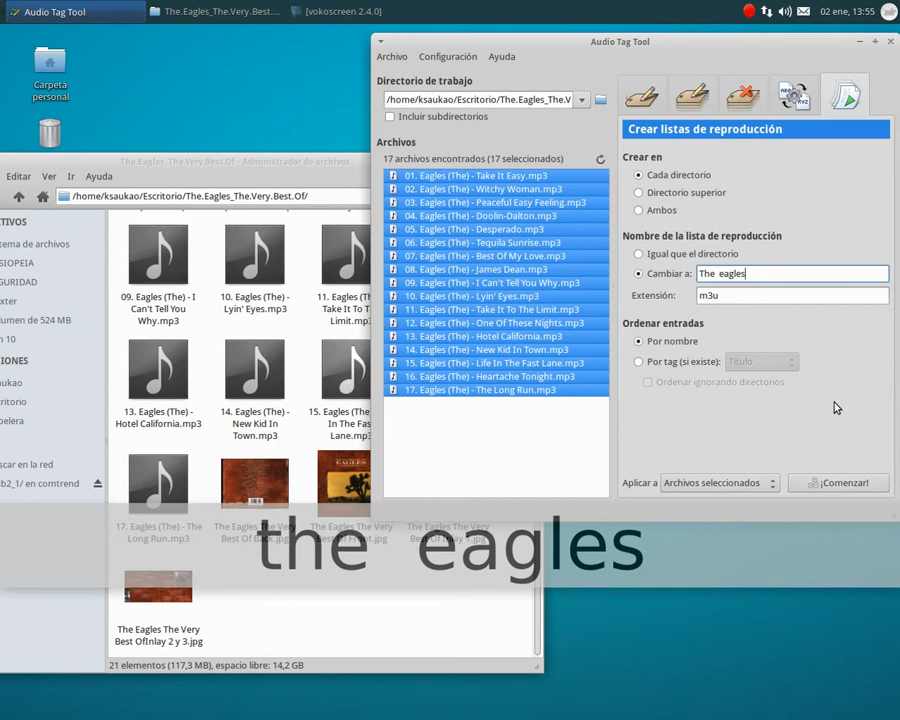 Audio Tag Tool
The.Eagles_The.Very.Best.Of....
[vokoscreen 2.4.0]
02 ene, 13:55
Carpeta
personal
The.Eagles_The.Very.Best.Of - Administrador de archivos
Editar Ver Ir Ayuda
/home/ksaukao/Escritorio/The.Eagles_The.Very.Best.Of/
09. Eagles (The) - I
Can't Tell You
Why.mp3
10. Eagles (The) -
Lyin' Eyes.mp3
11. Eagles (The) -
Take It To The
Limit.mp3
13. Eagles (The) -
Hotel California.mp3
14. Eagles (The) -
New Kid In
Town.mp3
15. Eagles (The) -
In The Fast
Lane.mp3
17. Eagles (The) - The
Long Run.mp3
The Eagles The Very
Best Of Back.jpg
The Eagles The Very
Best Of Front.jpg
The Eagles The Very
Best Of Inlay 1.jpg
The Eagles The Very
Best OfInlay 2 y 3.jpg
21 elementos (117,3 MB), espacio libre: 14,2 GB
TIVOS
tema de archivos
SIOPEIA
GURIDAD
lumen de 524 MB
n 10
IONES
ukao
critorio
pelera
scar en la red
b2_1/ en comtrend
Audio Tag Tool
Archivo Configuración Ayuda
Directorio de trabajo
/home/ksaukao/Escritorio/The.Eagles_The.V
Incluir subdirectorios
Archivos
17 archivos encontrados (17 seleccionados)
01. Eagles (The) - Take It Easy.mp3
02. Eagles (The) - Witchy Woman.mp3
03. Eagles (The) - Peaceful Easy Feeling.mp3
04. Eagles (The) - Doolin-Dalton.mp3
05. Eagles (The) - Desperado.mp3
06. Eagles (The) - Tequila Sunrise.mp3
07. Eagles (The) - Best Of My Love.mp3
08. Eagles (The) - James Dean.mp3
09. Eagles (The) - I Can't Tell You Why.mp3
10. Eagles (The) - Lyin' Eyes.mp3
11. Eagles (The) - Take It To The Limit.mp3
12. Eagles (The) - One Of These Nights.mp3
13. Eagles (The) - Hotel California.mp3
14. Eagles (The) - New Kid In Town.mp3
15. Eagles (The) - Life In The Fast Lane.mp3
16. Eagles (The) - Heartache Tonight.mp3
17. Eagles (The) - The Long Run.mp3
ABC
XYZ
Crear listas de reproducción
Crear en
Cada directorio
Directorio superior
Ambos
Nombre de la lista de reproducción
Igual que el directorio
Cambiar a: The eagles
Extensión: m3u
Ordenar entradas
Por nombre
Por tag (si existe): Título
Ordenar ignorando directorios
Aplicar a Archivos seleccionados ¡Comenzar!
the eagles